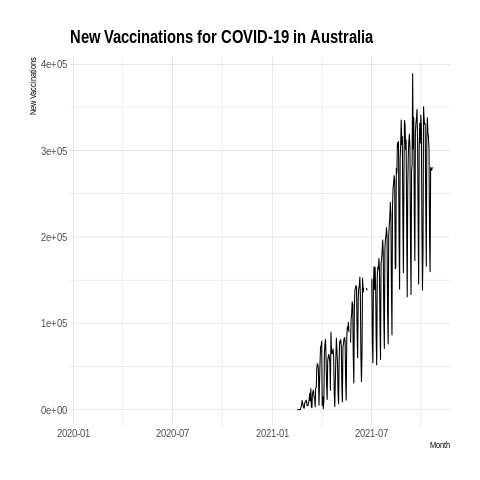 New Vaccinations for COVID-19 in Australia
New Vaccinations
4e+05
3e+05
2e+05
1e+05
0e+00
2020-01
2020-07
2021-01
2021-07
Month